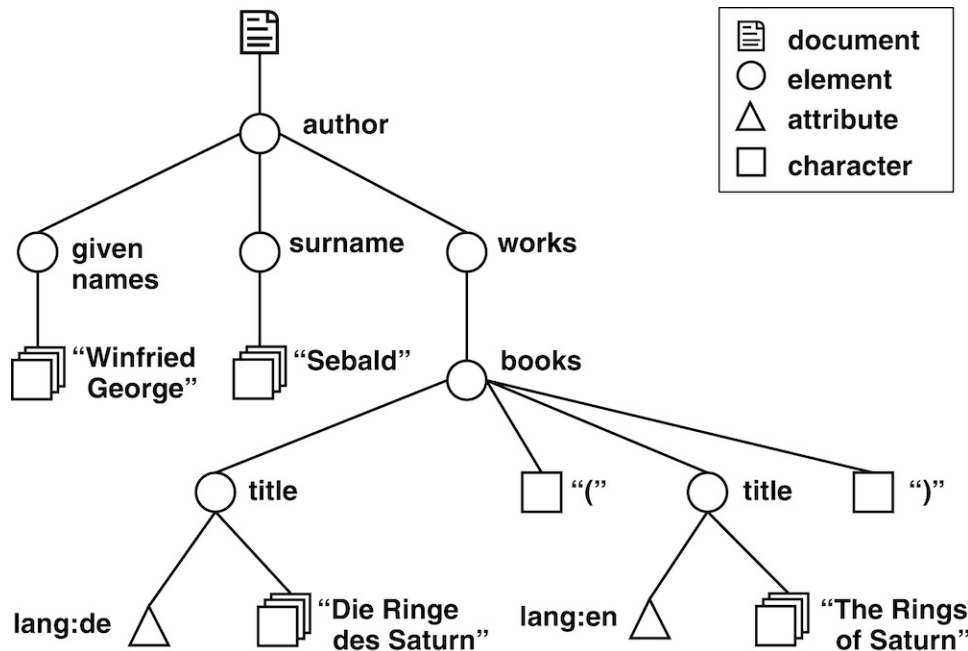 document
element
attribute
character
author
given
names
surname
works
“Winfried
George”
“Sebald”
books
title
“(”
title
“)”
lang:de
“Die Ringe
des Saturn”
lang:en
“The Rings
of Saturn”